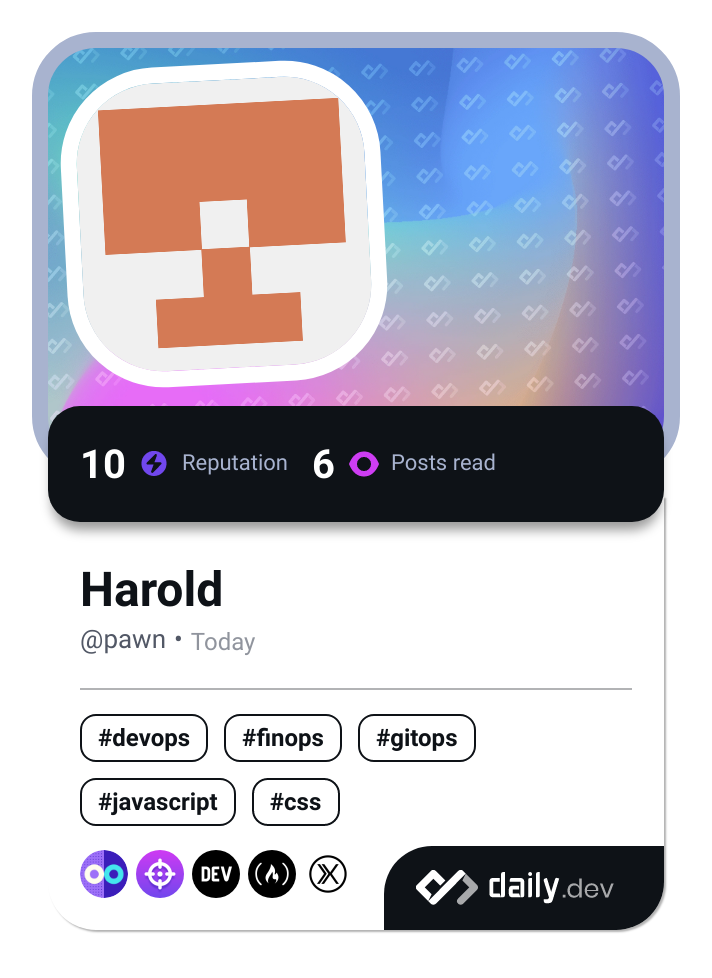 10 Reputation 6 Posts read
Harold
@pawn • Today
#devops #finops #gitops
#javascript #css
DEV
daily.dev